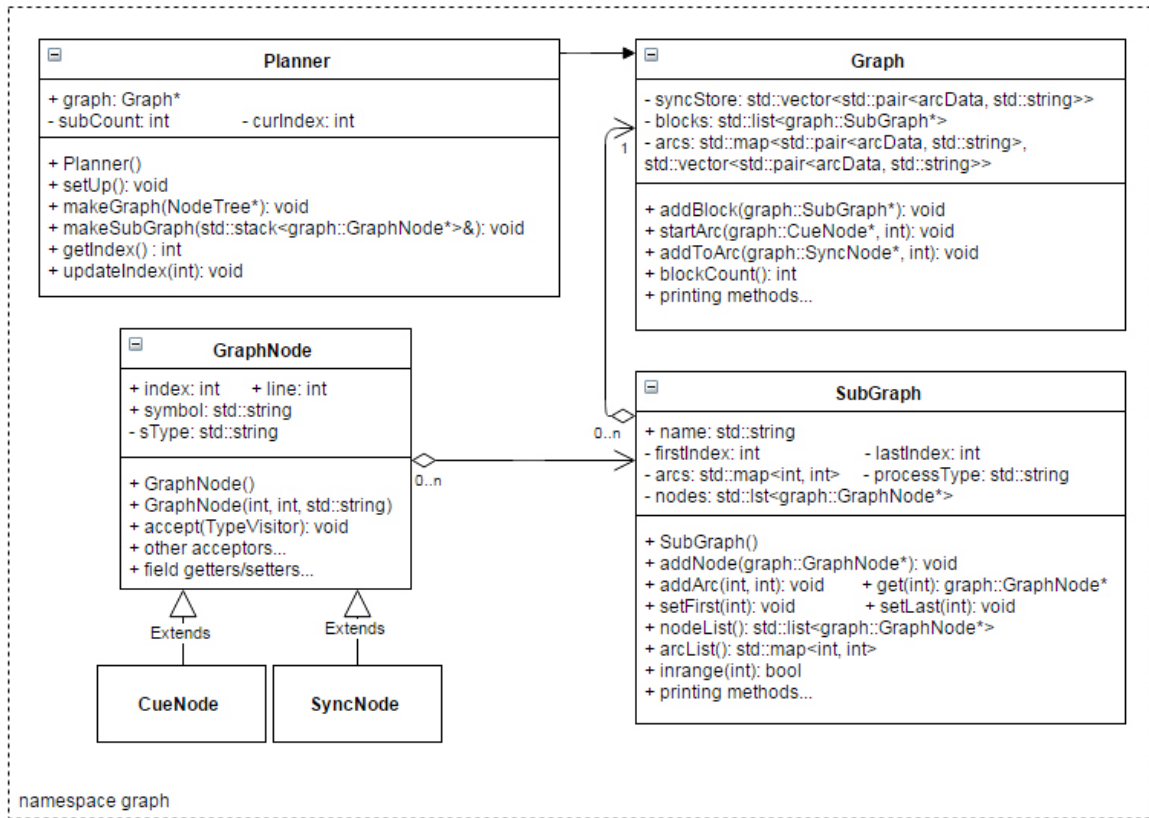 Planner
+ graph: Graph*
- subCount: int - curIndex: int
+ Planner()
+ setUp(): void
+ makeGraph(NodeTree*): void
+ makeSubGraph(std::stack<graph::GraphNode*>&): void
+ getIndex() : int
+ updateIndex(int): void
Graph
- syncStore: std::vector<std::pair<arcData, std::string>>
- blocks: std::list<graph::SubGraph*>
- arcs: std::map<std::pair<arcData, std::string>,
std::vector<std::pair<arcData, std::string>>
+ addBlock(graph::SubGraph*): void
+ startArc(graph::CueNode*, int): void
+ addToArc(graph::SyncNode*, int): void
+ blockCount(): int
+ printing methods...
1
GraphNode
+ index: int + line: int
+ symbol: std::string
- sType: std::string
+ GraphNode()
+ GraphNode(int, int, std::string)
+ accept(TypeVisitor): void
+ other acceptors...
+ field getters/setters...
0..n
0..n
SubGraph
+ name: std::string
- firstIndex: int - lastIndex: int
- arcs: std::map<int, int> - processType: std::string
- nodes: std::lst<graph::GraphNode*>
+ SubGraph()
+ addNode(graph::GraphNode*): void
+ addArc(int, int): void + get(int): graph::GraphNode*
+ setFirst(int): void + setLast(int): void
+ nodeList(): std::list<graph::GraphNode*>
+ arcList(): std::map<int, int>
+ inrange(int): bool
+ printing methods...
Extends
Extends
CueNode
SyncNode
namespace graph